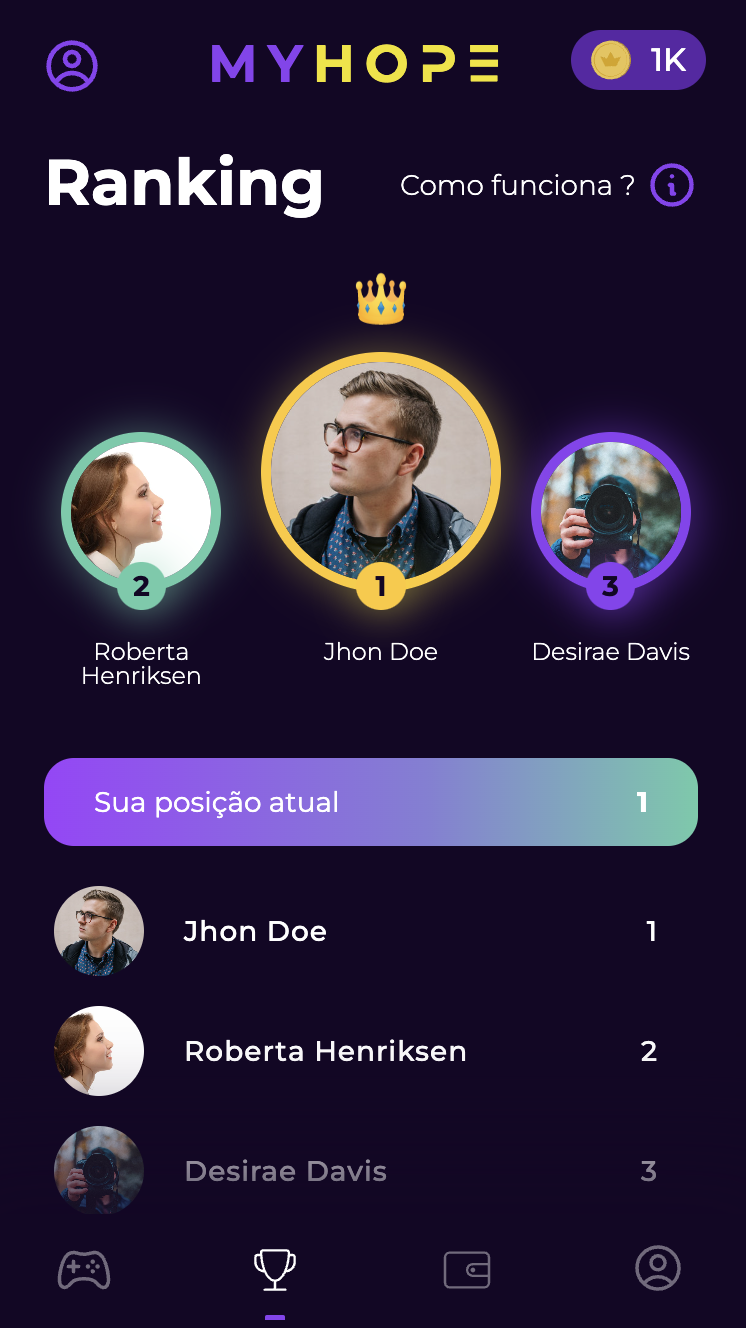 MYHOPE
1K
Ranking
Como funciona ?
2
1
3
Roberta
Henriksen
Jhon Doe
Desirae Davis
Sua posição atual 1
Jhon Doe 1
Roberta Henriksen 2
Desirae Davis 3